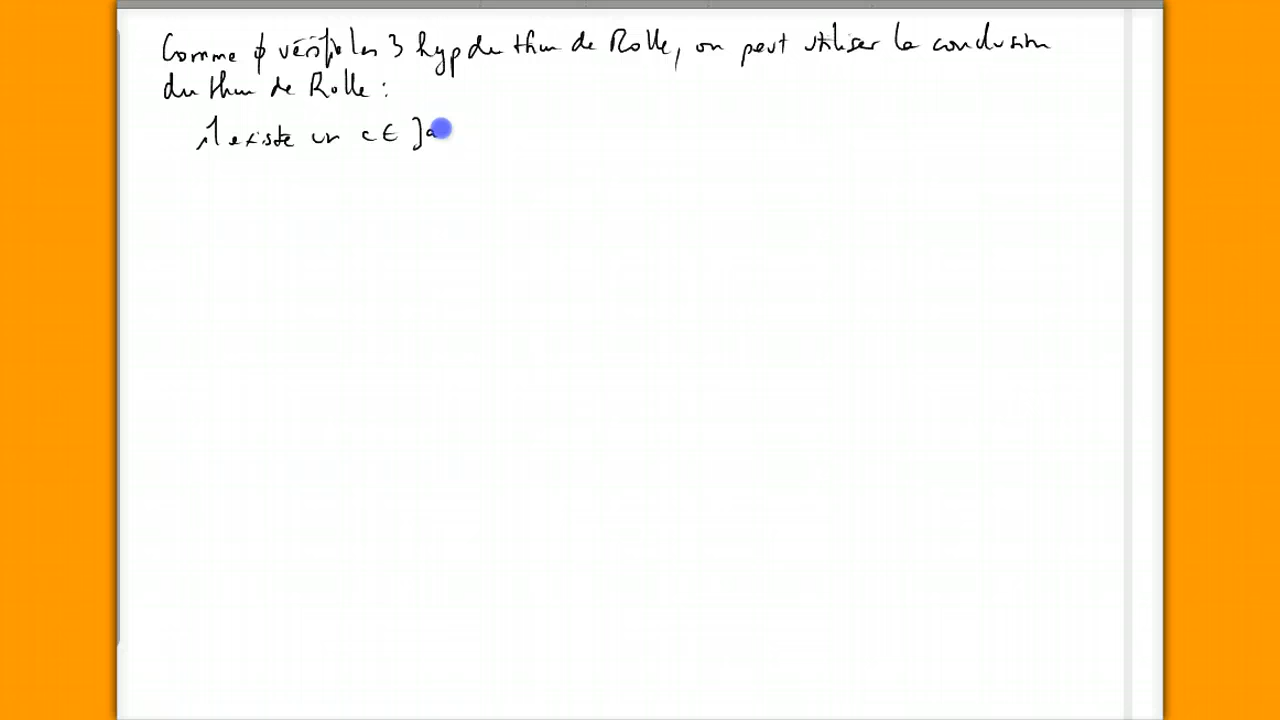 Comme ϕ vérifie les 3 hyp du thm de Rolle, on peut utiliser la conclusion
du thm de Rolle :
il existe un c ∈ ]a